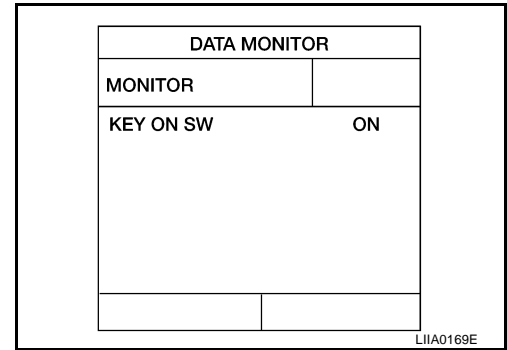 DATA MONITOR
MONITOR
KEY ON SW ON
LIIA0169E